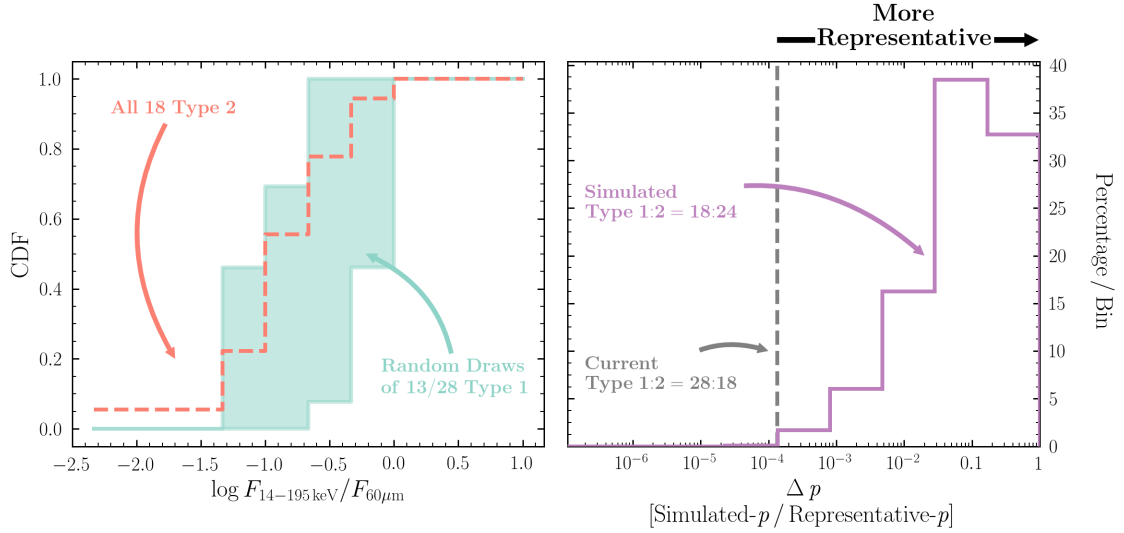 More
Representative
1.0
0.8
0.6
0.4
0.2
0.0
CDF
All 18 Type 2
Random Draws
of 13/28 Type 1
−2.5
−2.0
−1.5
−1.0
−0.5
0.0
0.5
1.0
log F₁₄₋₁₉₅ₖₑᵥ/F₆₀μₘ
Simulated
Type 1:2 = 18:24
Current
Type 1:2 = 28:18
40
35
30
25
20
15
10
5
0
Percentage / Bin
10⁻⁶
10⁻⁵
10⁻⁴
10⁻³
10⁻²
0.1
1
Δ p
[Simulated-p / Representative-p]